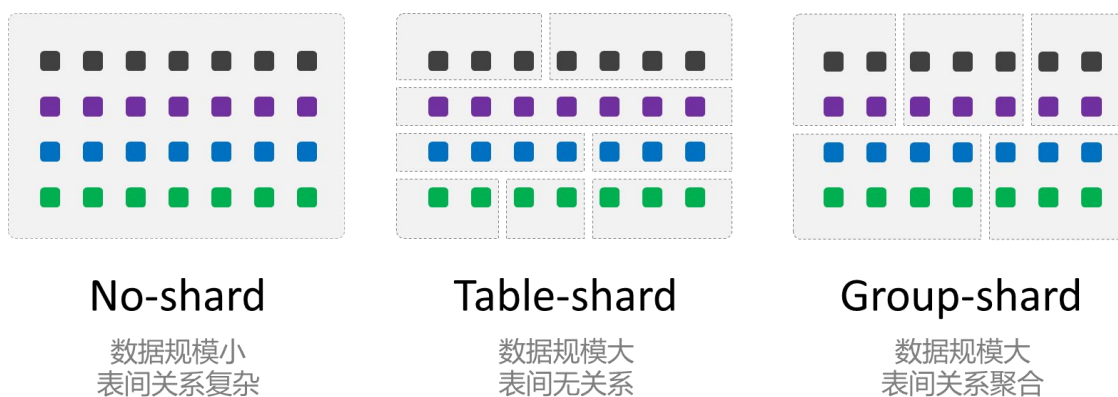 No-shard
数据规模小
表间关系复杂
Table-shard
数据规模大
表间无关系
Group-shard
数据规模大
表间关系聚合